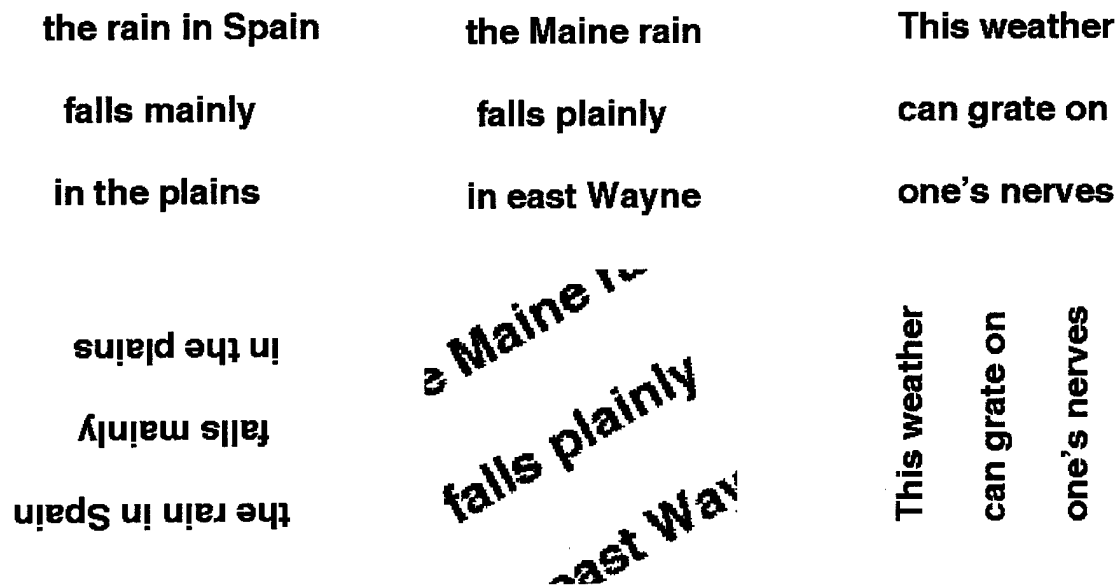 the rain in Spain
falls mainly
in the plains
the Maine rain
falls plainly
in east Wayne
This weather
can grate on
one's nerves
the rain in Spain
falls mainly
in the plains
e Maine
falls plainly
east Way
This weather
can grate on
one's nerves